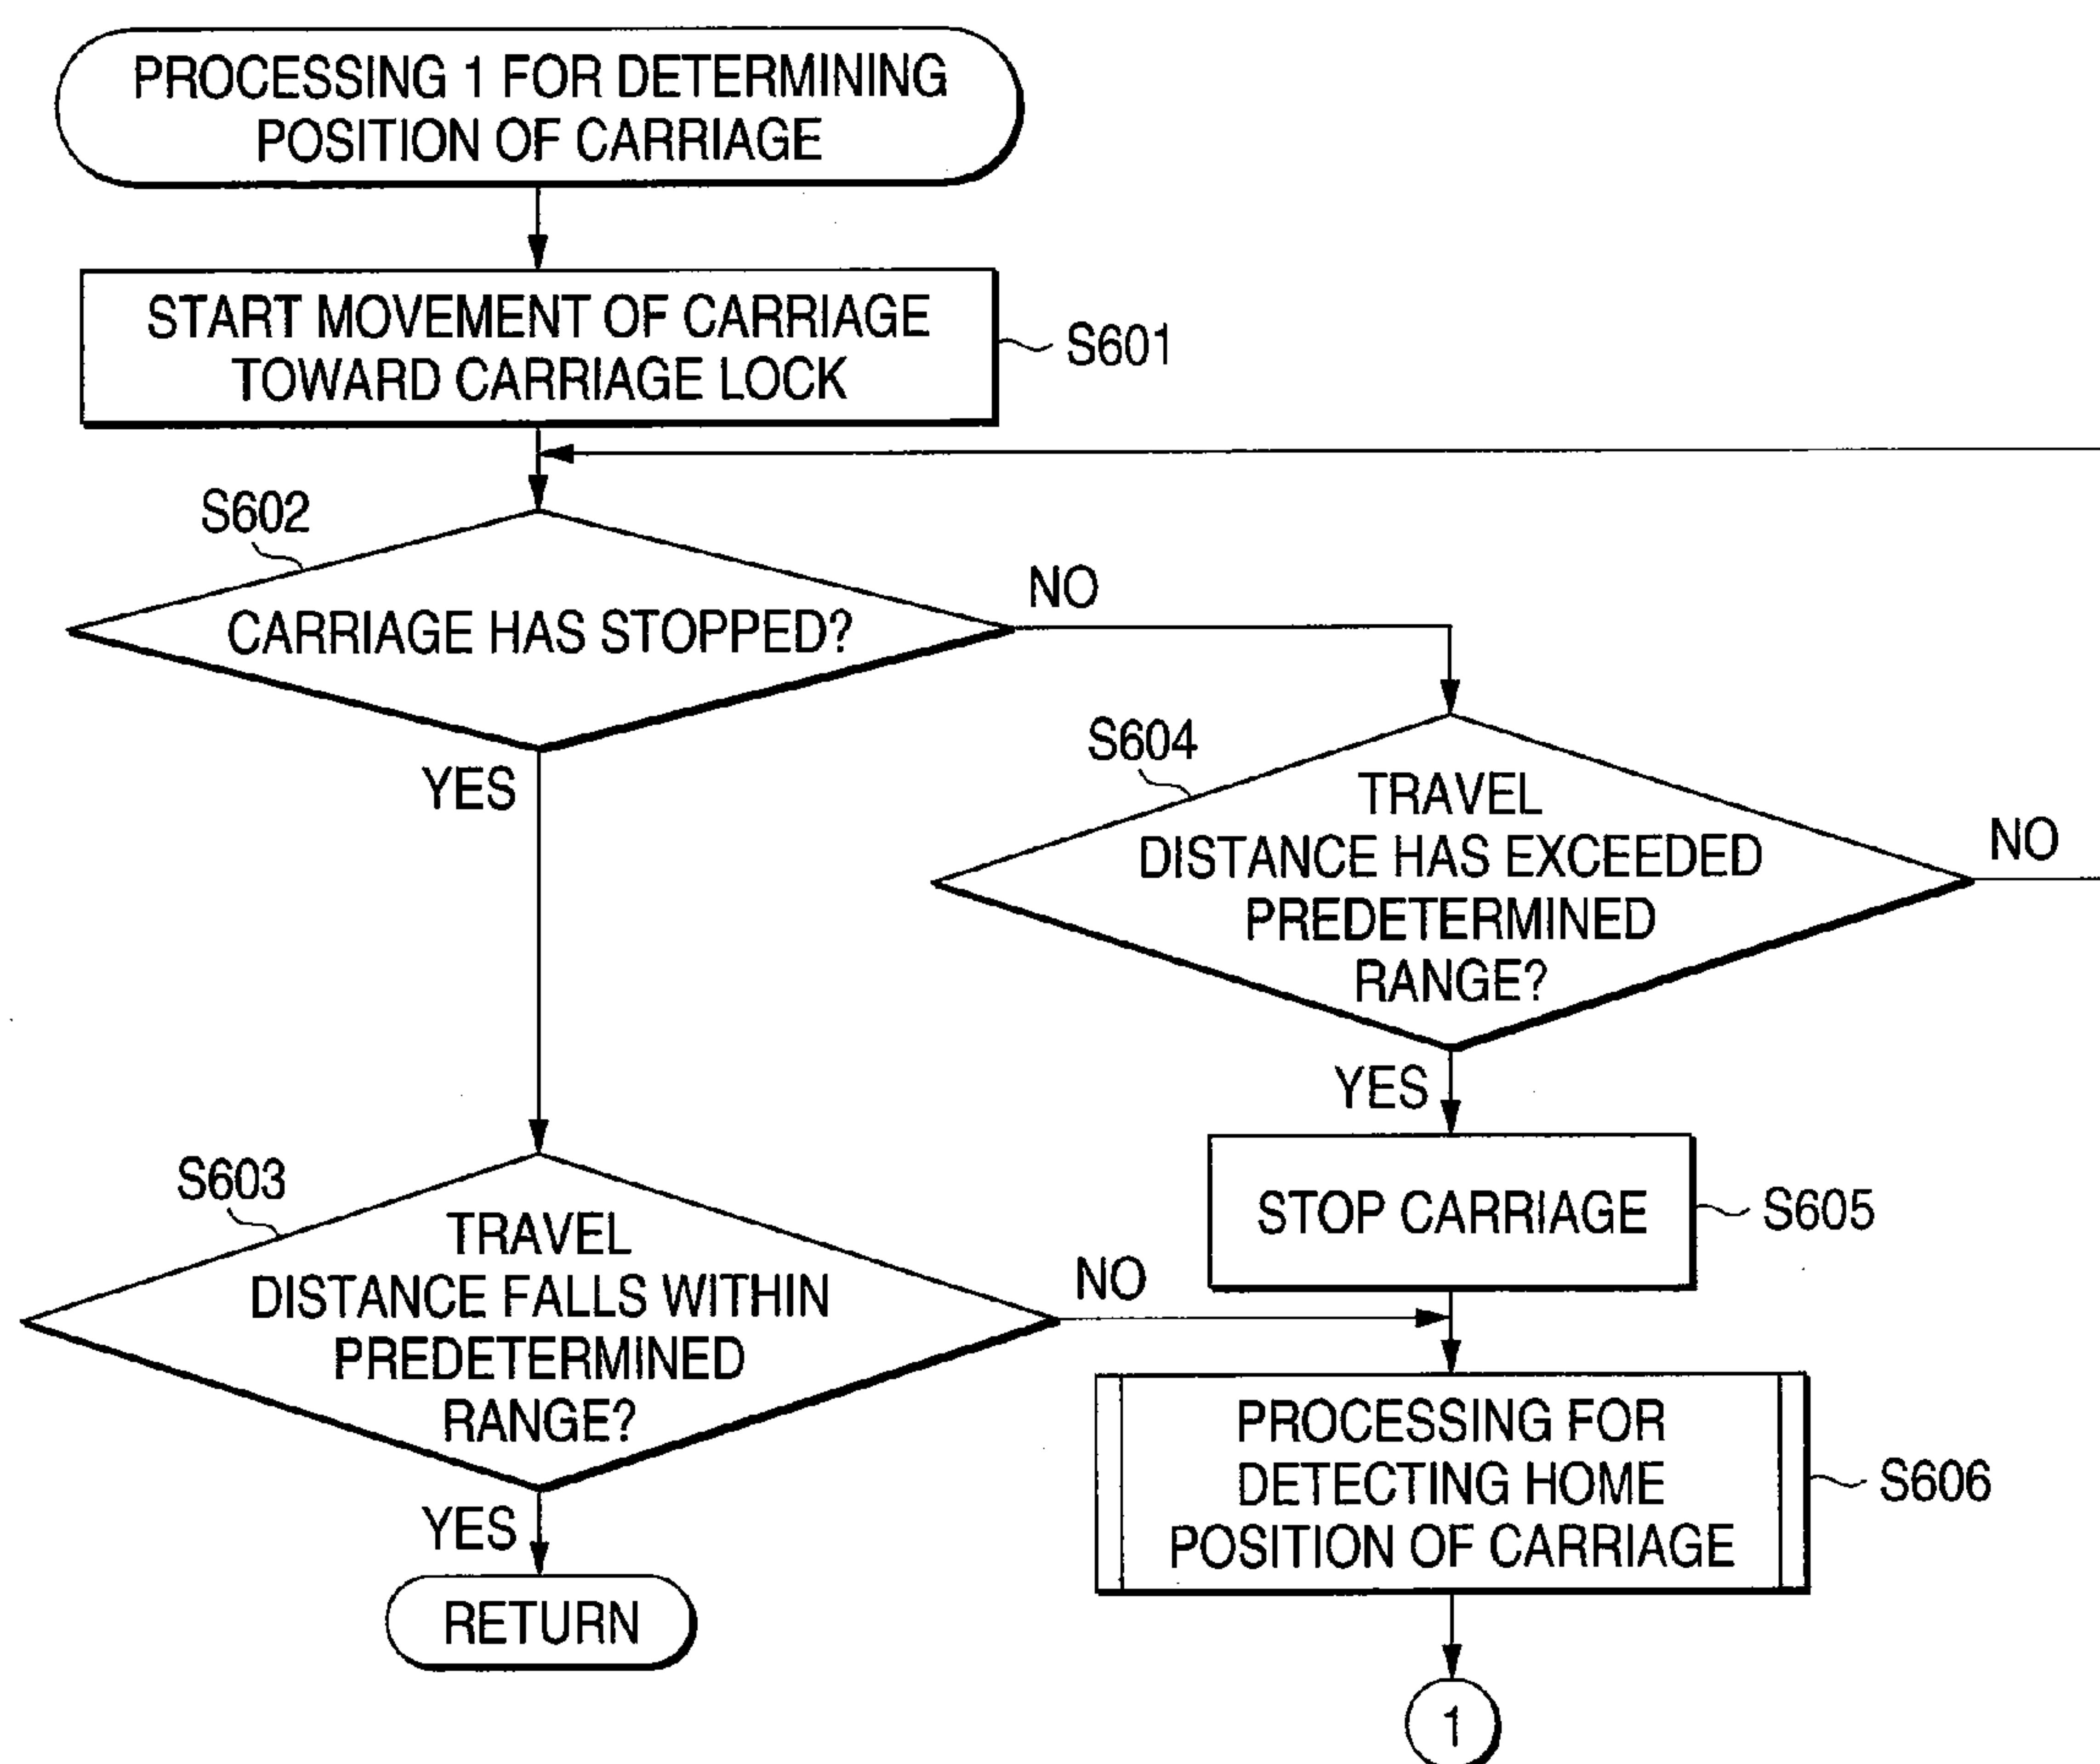 PROCESSING 1 FOR DETERMINING
POSITION OF CARRIAGE
START MOVEMENT OF CARRIAGE
TOWARD CARRIAGE LOCK
S601
S602
CARRIAGE HAS STOPPED?
NO
YES
S604
TRAVEL
DISTANCE HAS EXCEEDED
PREDETERMINED
RANGE?
NO
YES
STOP CARRIAGE
S605
S603
TRAVEL
DISTANCE FALLS WITHIN
PREDETERMINED
RANGE?
NO
YES
RETURN
PROCESSING FOR
DETECTING HOME
POSITION OF CARRIAGE
S606
1